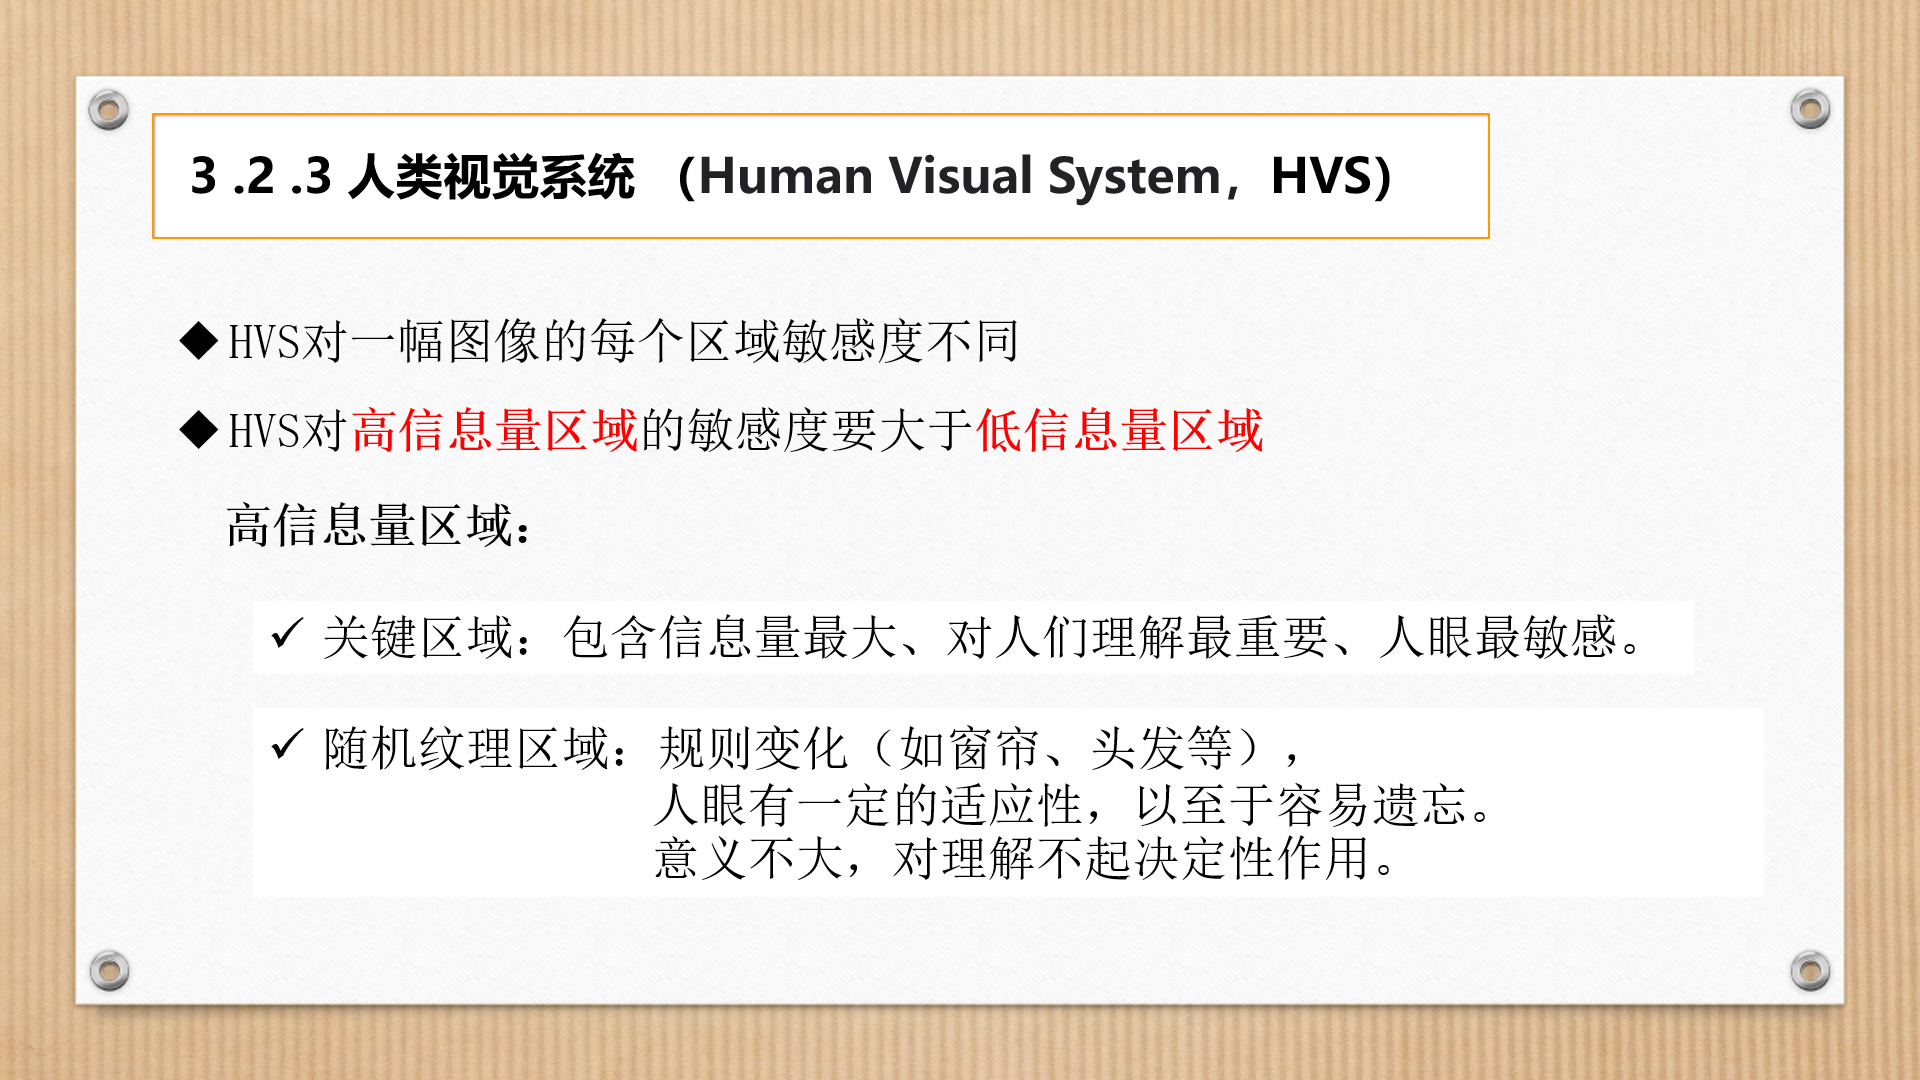 3 .2 .3 人类视觉系统 （Human Visual System，HVS）
◆HVS对一幅图像的每个区域敏感度不同
◆HVS对高信息量区域的敏感度要大于低信息量区域
高信息量区域：
✓ 关键区域：包含信息量最大、对人们理解最重要、人眼最敏感。
✓ 随机纹理区域：规则变化（如窗帘、头发等），
人眼有一定的适应性，以至于容易遗忘。
意义不大，对理解不起决定性作用。